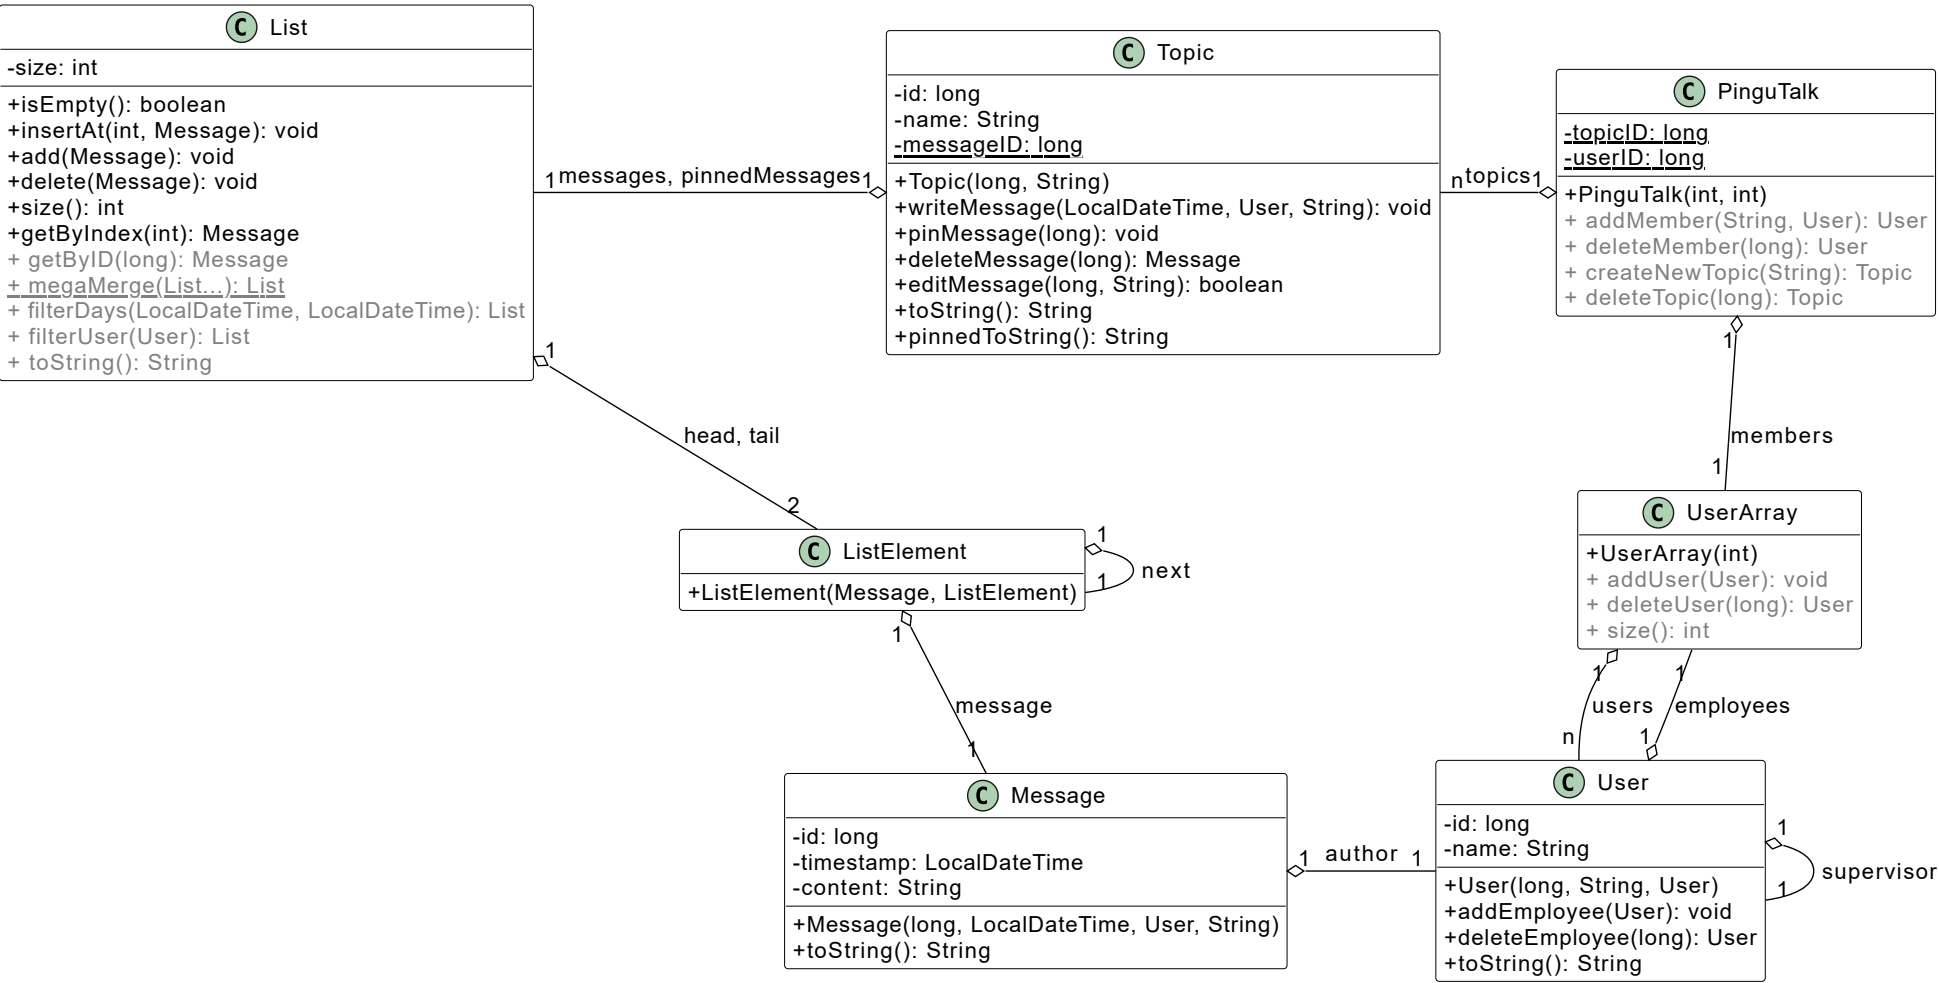 C List
-size: int
+isEmpty(): boolean
+insertAt(int, Message): void
+add(Message): void
+delete(Message): void
+size(): int
+getByIndex(int): Message
+ getByID(long): Message
+ megaMerge(List...): List
+ filterDays(LocalDateTime, LocalDateTime): List
+ filterUser(User): List
+ toString(): String
1 messages, pinnedMessages 1
C Topic
-id: long
-name: String
-messageID: long
+Topic(long, String)
+writeMessage(LocalDateTime, User, String): void
+pinMessage(long): void
+deleteMessage(long): Message
+editMessage(long, String): boolean
+toString(): String
+pinnedToString(): String
n topics 1
C PinguTalk
-topicID: long
-userID: long
+PinguTalk(int, int)
+ addMember(String, User): User
+ deleteMember(long): User
+ createNewTopic(String): Topic
+ deleteTopic(long): Topic
1
head, tail
2
1
members
1
C ListElement
+ListElement(Message, ListElement)
1
next
1
C UserArray
+UserArray(int)
+ addUser(User): void
+ deleteUser(long): User
+ size(): int
1
message
1
1
users
n
1
employees
1
C Message
-id: long
-timestamp: LocalDateTime
-content: String
+Message(long, LocalDateTime, User, String)
+toString(): String
1 author 1
C User
-id: long
-name: String
+User(long, String, User)
+addEmployee(User): void
+deleteEmployee(long): User
+toString(): String
1
supervisor
1